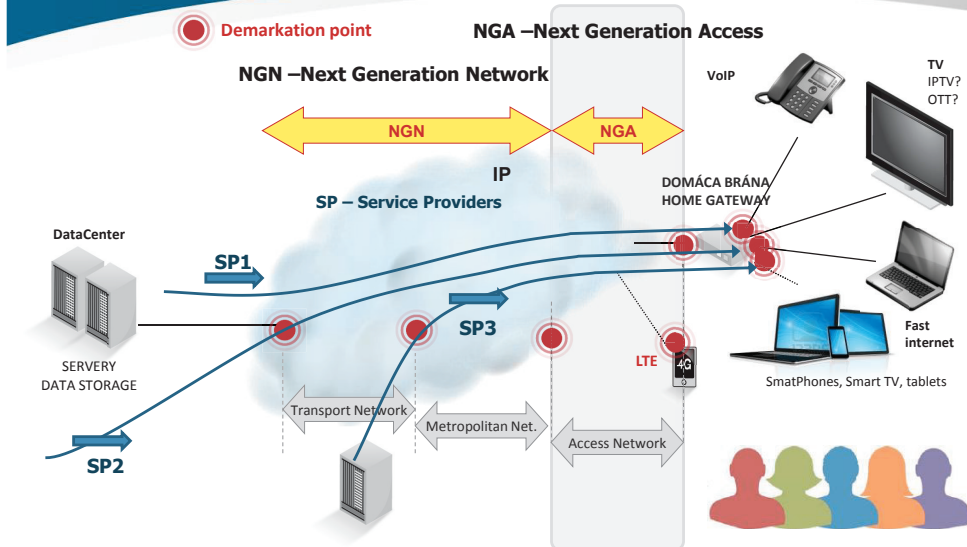 Demarkation point
NGA –Next Generation Access
NGN –Next Generation Network
VoIP
TV
IPTV?
OTT?
NGN
NGA
IP
SP – Service Providers
DOMÁCA BRÁNA
HOME GATEWAY
DataCenter
SP1
SP3
SERVERY
DATA STORAGE
LTE
4G
Fast
internet
SmatPhones, Smart TV, tablets
Transport Network
Metropolitan Net.
Access Network
SP2